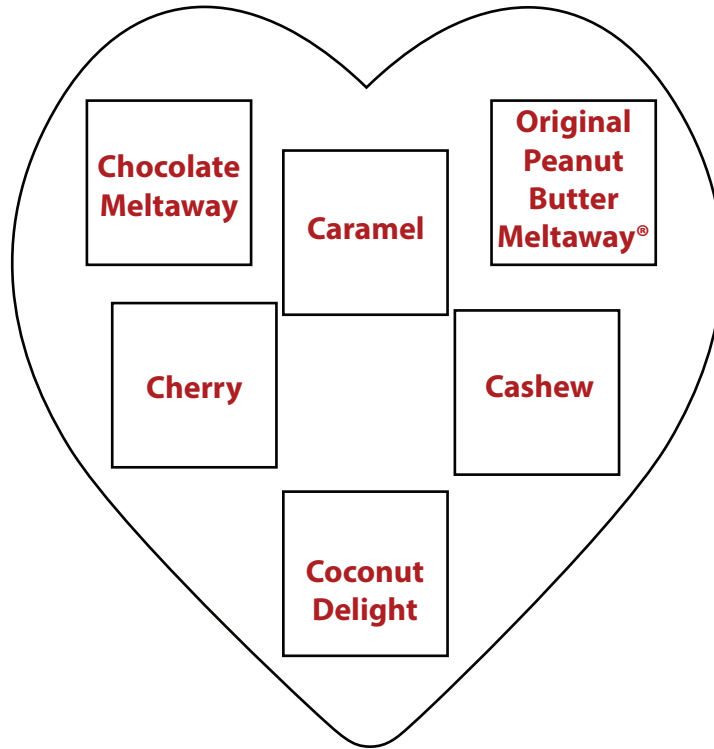 Chocolate
Meltaway
Caramel
Original
Peanut
Butter
Meltaway®
Cherry
Cashew
Coconut
Delight